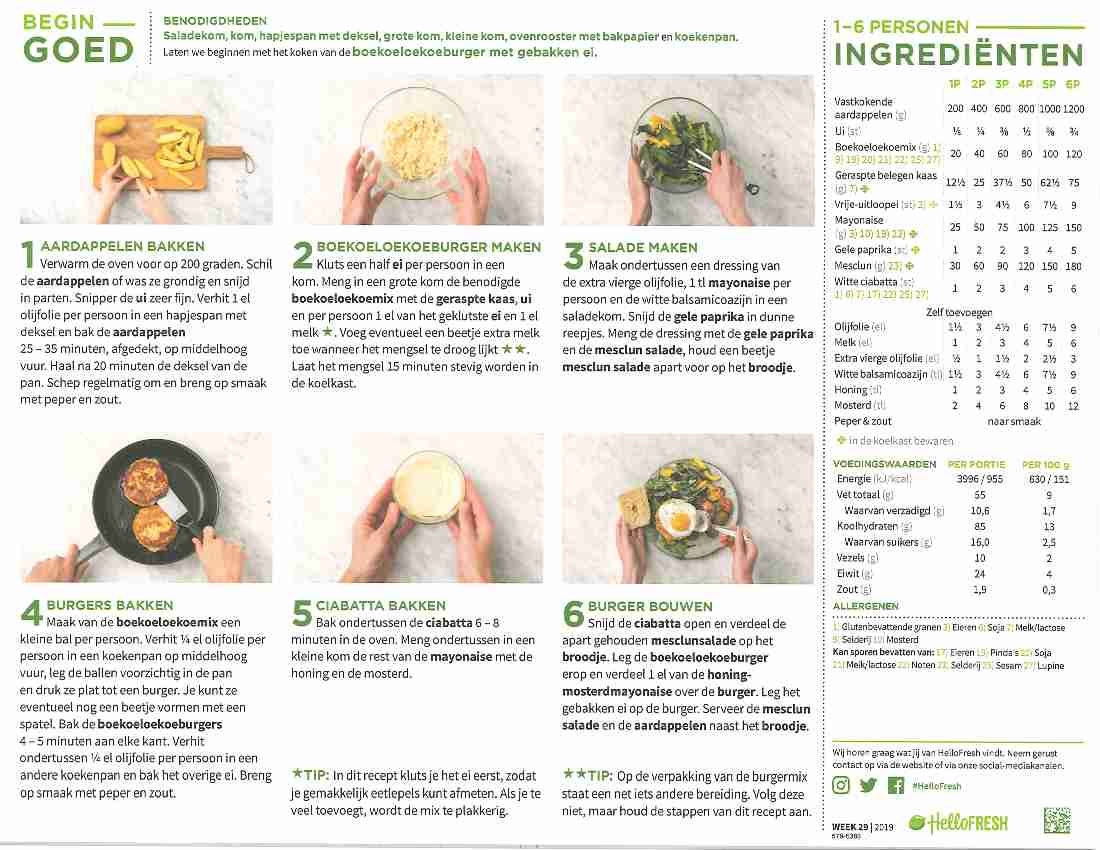 BEGIN
GOED
BENODIGDHEDEN
Saladekom, kom, hapjespan met deksel, grote kom, kleine kom, ovenrooster met bakpapier en koekenpan.
Laten we beginnen met het koken van de boekoeloekoeburger met gebakken ei.
1 AARDAPPELEN BAKKEN
Verwarm de oven voor op 200 graden. Schil
de aardappelen of was ze grondig en snijd
in parten. Snipper de ui zeer fijn. Verhit 1 el
olijfolie per persoon in een hapjespan met
deksel en bak de aardappelen
25 – 35 minuten, afgedekt, op middelhoog
vuur. Haal na 20 minuten de deksel van de
pan. Schep regelmatig om en breng op smaak
met peper en zout.
2 BOEKOELOEKOEBURGER MAKEN
Kluts een half ei per persoon in een
kom. Meng in een grote kom de benodigde
boekoeloekoemix met de geraspte kaas, ui
en per persoon 1 el van het geklutste ei en 1 el
melk ★. Voeg eventueel een beetje extra melk
toe wanneer het mengsel te droog lijkt ★★.
Laat het mengsel 15 minuten stevig worden in
de koelkast.
3 SALADE MAKEN
Maak ondertussen een dressing van
de extra vierge olijfolie, 1 tl mayonaise per
persoon en de witte balsamicoazijn in een
saladekom. Snijd de gele paprika in dunne
reepjes. Meng de dressing met de gele paprika
en de mesclun salade, houd een beetje
mesclun salade apart voor op het broodje.
4 BURGERS BAKKEN
Maak van de boekoeloekoemix een
kleine bal per persoon. Verhit ¼ el olijfolie per
persoon in een koekenpan op middelhoog
vuur, leg de ballen voorzichtig in de pan
en druk ze plat tot een burger. Je kunt ze
eventueel nog een beetje vormen met een
spatel. Bak de boekoeloekoeburgers
4 – 5 minuten aan elke kant. Verhit
ondertussen ¼ el olijfolie per persoon in een
andere koekenpan en bak het overige ei. Breng
op smaak met peper en zout.
5 CIABATTA BAKKEN
Bak ondertussen de ciabatta 6 – 8
minuten in de oven. Meng ondertussen in een
kleine kom de rest van de mayonaise met de
honing en de mosterd.
★TIP: In dit recept kluts je het ei eerst, zodat
je gemakkelijk eetlepels kunt afmeten. Als je te
veel toevoegt, wordt de mix te plakkerig.
6 BURGER BOUWEN
Snijd de ciabatta open en verdeel de
apart gehouden mesclunsalade op het
broodje. Leg de boekoeloekoeburger
erop en verdeel 1 el van de honing-
mosterdmayonaise over de burger. Leg het
gebakken ei op de burger. Serveer de mesclun
salade en de aardappelen naast het broodje.
★★TIP: Op de verpakking van de burgermix
staat een net iets andere bereiding. Volg deze
niet, maar houd de stappen van dit recept aan.
1–6 PERSONEN
INGREDIËNTEN
1P 2P 3P 4P 5P 6P
Vastkokende
aardappelen (g) 200 400 600 800 1000 1200
Ui (st) ⅛ ¼ ⅜ ½ ⅝ ¾
Boekoeloekoemix (g) 1)
9) 19) 20) 21) 22) 25) 27) 20 40 60 80 100 120
Geraspte belegen kaas
(g) 7) 12½ 25 37½ 50 62½ 75
Vrije-uitloopei (st) 3) 1½ 3 4½ 6 7½ 9
Mayonaise
(g) 3) 10) 19) 22) 25 50 75 100 125 150
Gele paprika (st) 1 2 2 3 4 5
Mesclun (g) 23) 30 60 90 120 150 180
Witte ciabatta (st)
1) 6) 7) 17) 22) 25) 27) 1 2 3 4 5 6
Zelf toevoegen
Olijfolie (el) 1½ 3 4½ 6 7½ 9
Melk (el) 1 2 3 4 5 6
Extra vierge olijfolie (el) ½ 1 1½ 2 2½ 3
Witte balsamicoazijn (tl) 1½ 3 4½ 6 7½ 9
Honing (tl) 1 2 3 4 5 6
Mosterd (tl) 2 4 6 8 10 12
Peper & zout naar smaak
in de koelkast bewaren
VOEDINGSWAARDEN PER PORTIE PER 100 g
Energie (kJ/kcal) 3996 / 955 630 / 151
Vet totaal (g) 55 9
Waarvan verzadigd (g) 10,6 1,7
Koolhydraten (g) 85 13
Waarvan suikers (g) 16,0 2,5
Vezels (g) 10 2
Eiwit (g) 24 4
Zout (g) 1,9 0,3
ALLERGENEN
1) Glutenbevattende granen 3) Eieren 6) Soja 7) Melk/lactose
9) Selderij 10) Mosterd
Kan sporen bevatten van: 17) Eieren 19) Pinda's 20) Soja
21) Melk/lactose 22) Noten 23) Selderij 25) Sesam 27) Lupine
Wij horen graag wat jij van HelloFresh vindt. Neem gerust
contact op via de website of via onze social-mediakanalen.
#HelloFresh
WEEK 29 | 2019
HelloFRESH